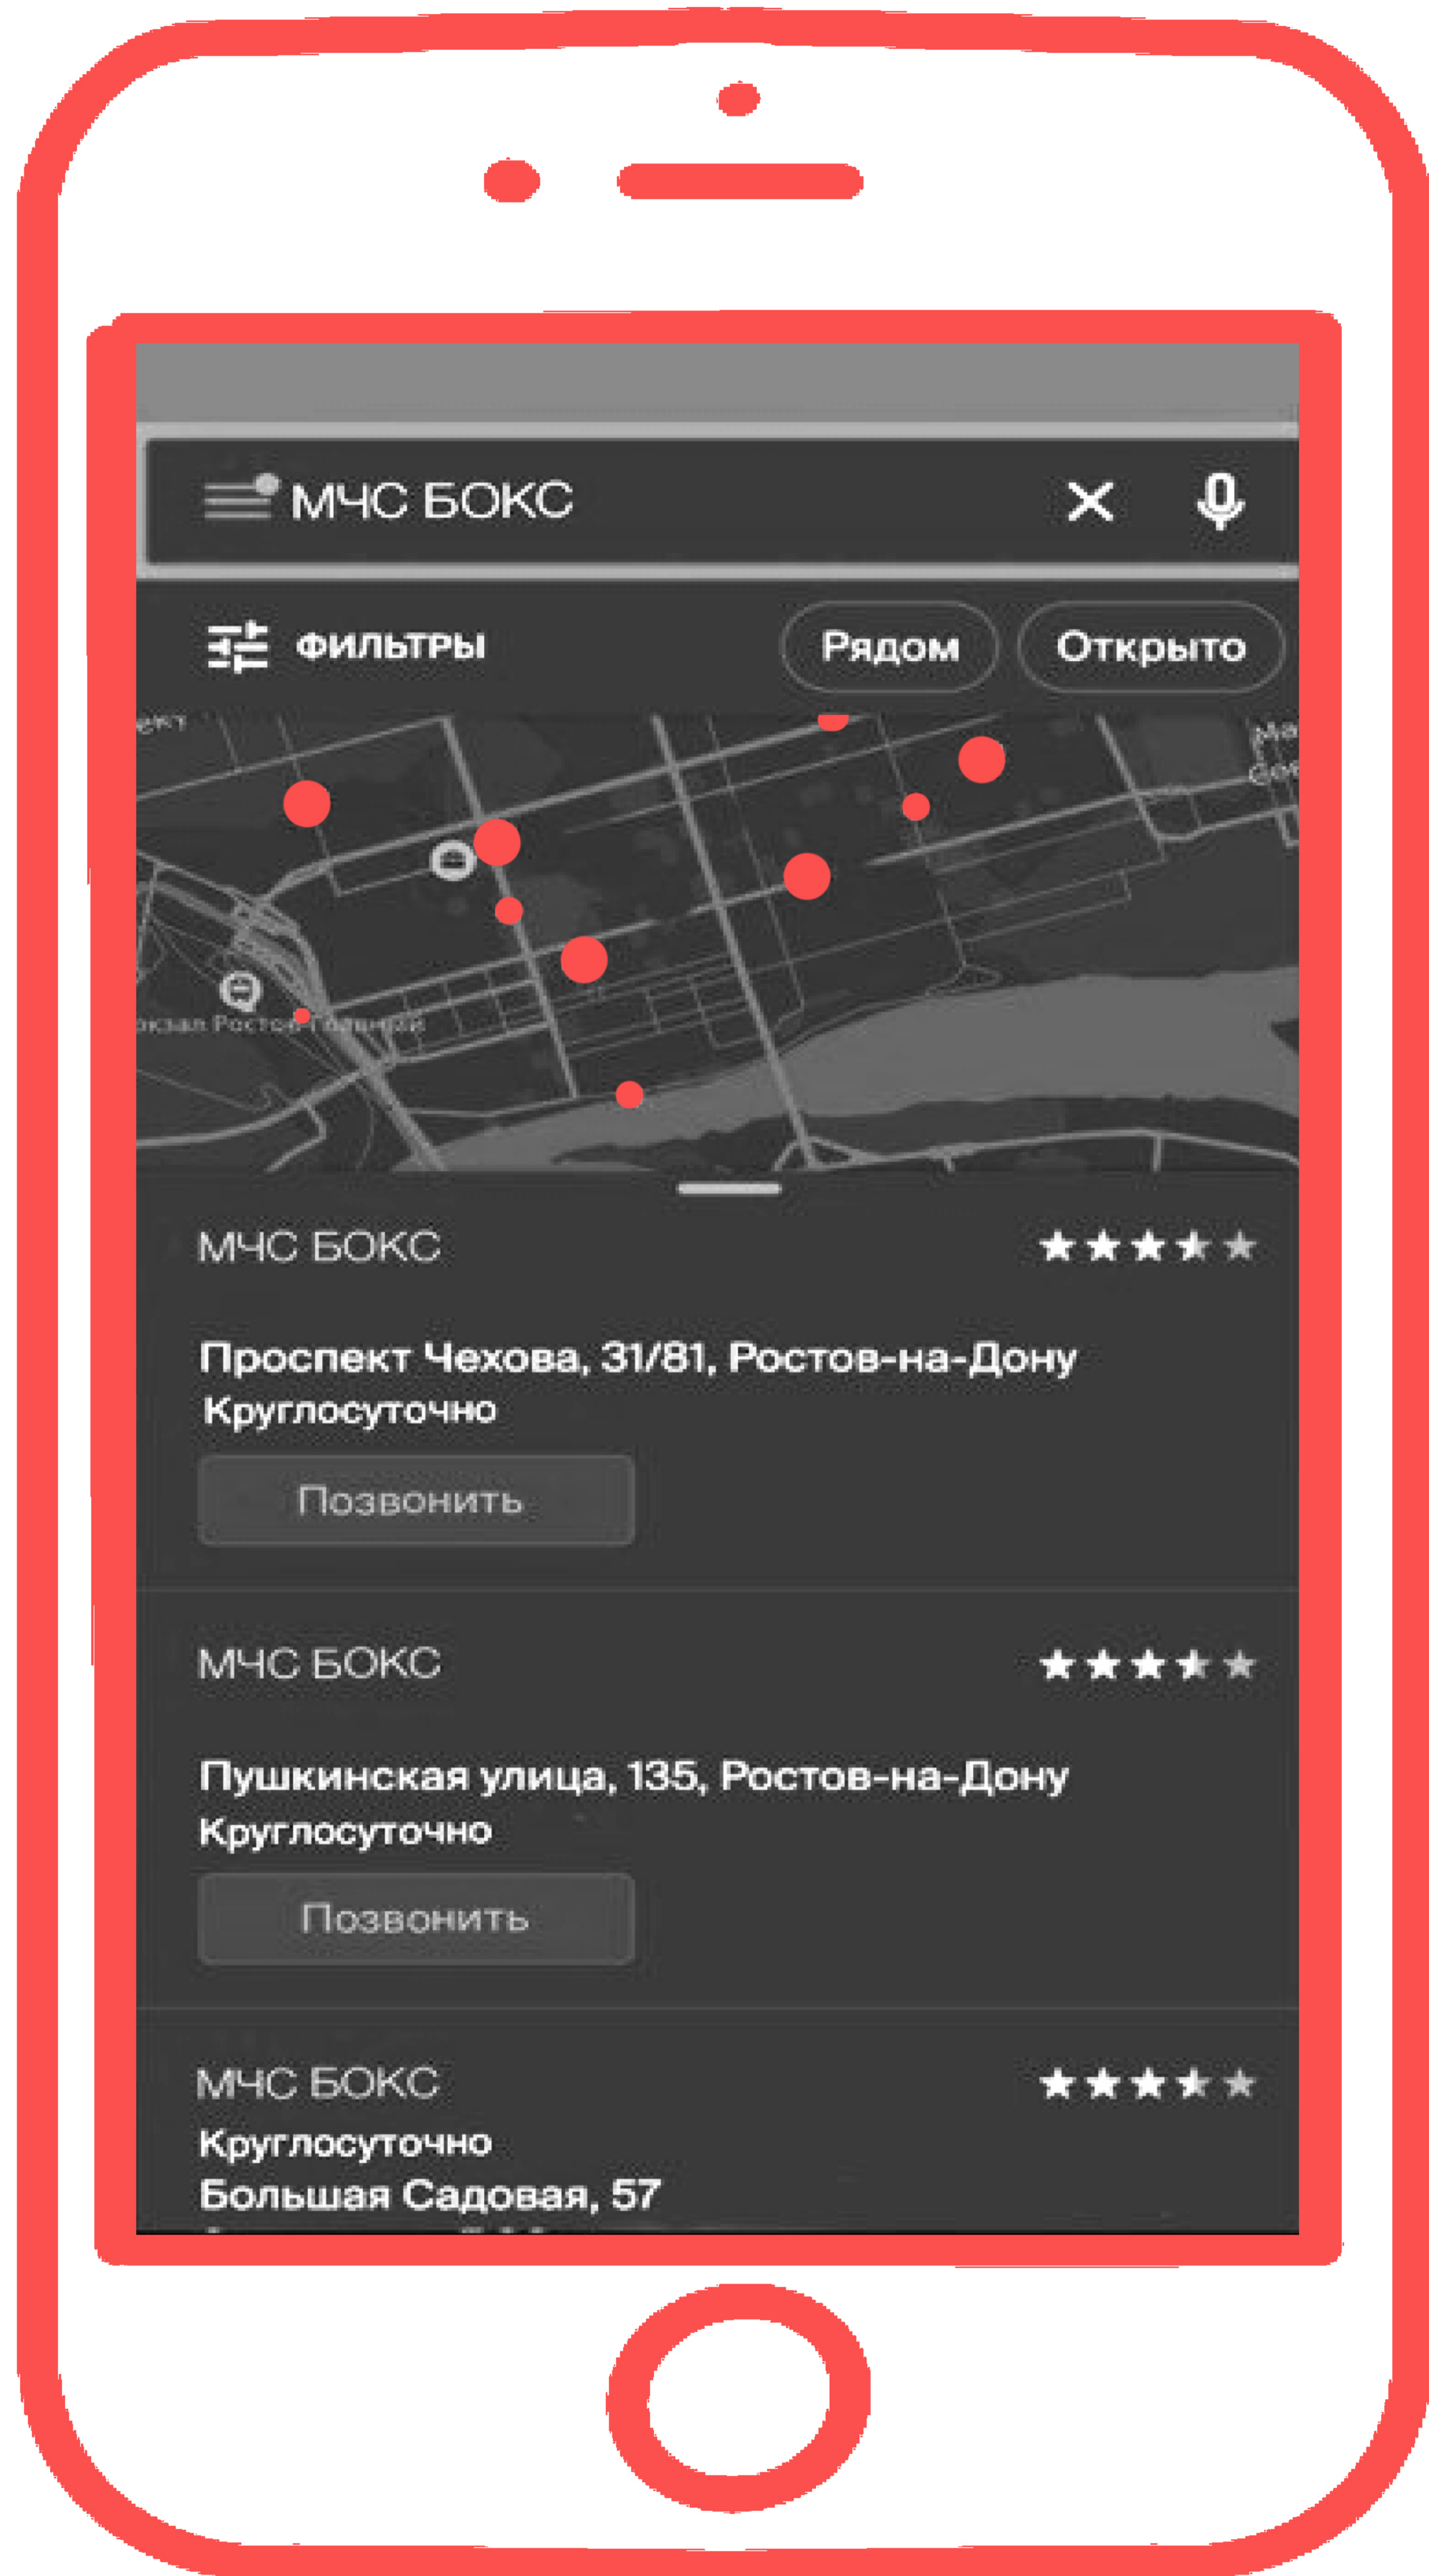 МЧС БОКС
ФИЛЬТРЫ Рядом Открыто
МЧС БОКС
Проспект Чехова, 31/81, Ростов-на-Дону
Круглосуточно
Позвонить
МЧС БОКС
Пушкинская улица, 135, Ростов-на-Дону
Круглосуточно
Позвонить
МЧС БОКС
Круглосуточно
Большая Садовая, 57